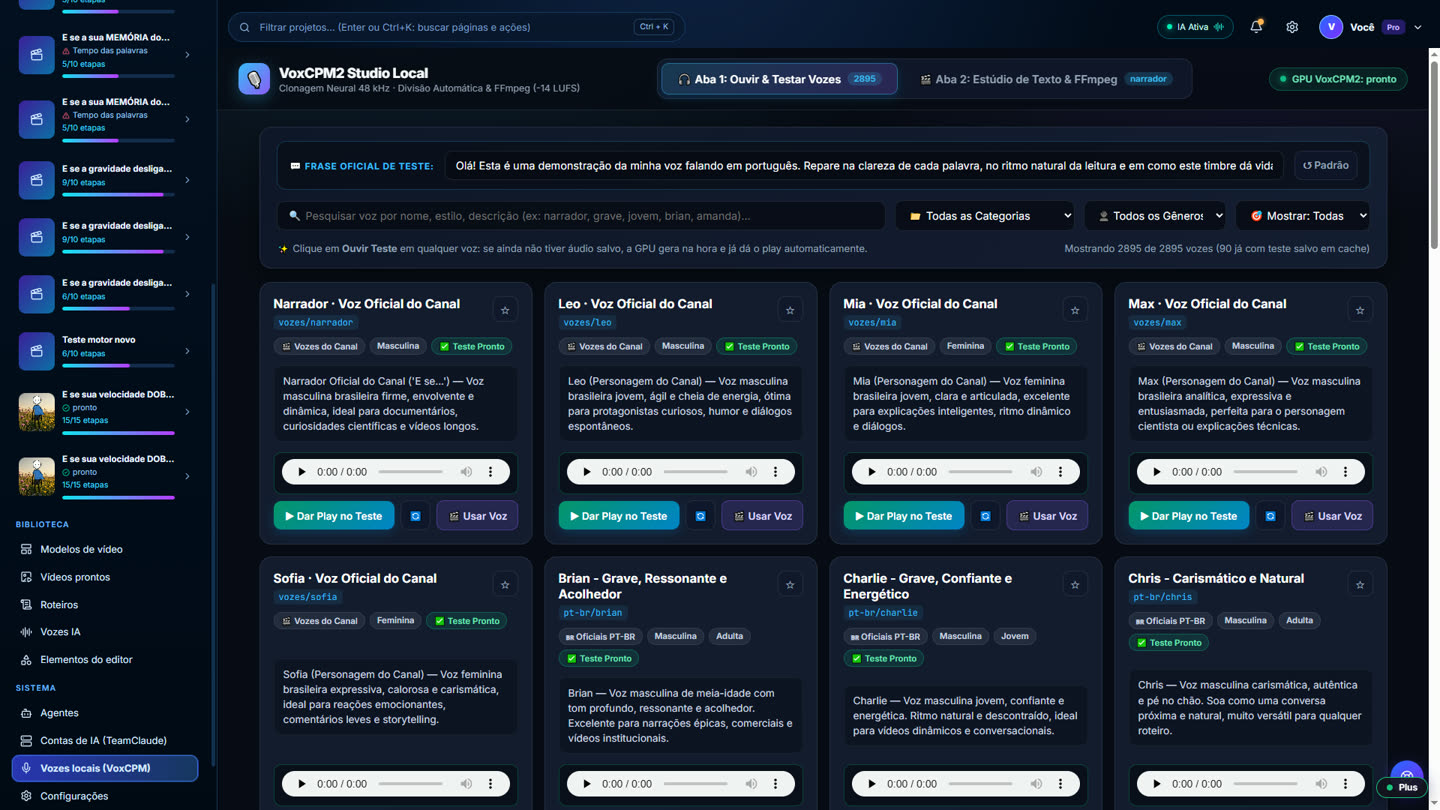 E se a sua MEMÓRIA do...
Tempo das palavras
5/10 etapas
E se a sua MEMÓRIA do...
Tempo das palavras
5/10 etapas
E se a gravidade desliga...
9/10 etapas
E se a gravidade desliga...
9/10 etapas
E se a gravidade desliga...
6/10 etapas
Teste motor novo
6/10 etapas
E se sua velocidade DOB...
pronto
15/15 etapas
E se sua velocidade DOB...
pronto
15/15 etapas
BIBLIOTECA
Modelos de vídeo
Vídeos prontos
Roteiros
Vozes IA
Elementos do editor
SISTEMA
Agentes
Contas de IA (TeamClaude)
Vozes locais (VoxCPM)
Configurações
Filtrar projetos... (Enter ou Ctrl+K: buscar páginas e ações)
Ctrl + K
IA Ativa
V
Você
Pro
VoxCPM2 Studio Local
Clonagem Neural 48 kHz · Divisão Automática & FFmpeg (-14 LUFS)
Aba 1: Ouvir & Testar Vozes 2895
Aba 2: Estúdio de Texto & FFmpeg narrador
GPU VoxCPM2: pronto
FRASE OFICIAL DE TESTE:
Olá! Esta é uma demonstração da minha voz falando em português. Repare na clareza de cada palavra, no ritmo natural da leitura e em como este timbre dá vida
↺ Padrão
Pesquisar voz por nome, estilo, descrição (ex: narrador, grave, jovem, brian, amanda)...
Todas as Categorias
Todos os Gêneros
Mostrar: Todas
Clique em Ouvir Teste em qualquer voz: se ainda não tiver áudio salvo, a GPU gera na hora e já dá o play automaticamente.
Mostrando 2895 de 2895 vozes (90 já com teste salvo em cache)
Narrador · Voz Oficial do Canal
vozes/narrador
Vozes do Canal
Masculina
Teste Pronto
Narrador Oficial do Canal ('E se...') — Voz
masculina brasileira firme, envolvente e
dinâmica, ideal para documentários,
curiosidades científicas e vídeos longos.
0:00 / 0:00
Dar Play no Teste
Usar Voz
Leo · Voz Oficial do Canal
vozes/leo
Vozes do Canal
Masculina
Teste Pronto
Leo (Personagem do Canal) — Voz masculina
brasileira jovem, ágil e cheia de energia, ótima
para protagonistas curiosos, humor e diálogos
espontâneos.
0:00 / 0:00
Dar Play no Teste
Usar Voz
Mia · Voz Oficial do Canal
vozes/mia
Vozes do Canal
Feminina
Teste Pronto
Mia (Personagem do Canal) — Voz feminina
brasileira jovem, clara e articulada, excelente
para explicações inteligentes, ritmo dinâmico
e diálogos.
0:00 / 0:00
Dar Play no Teste
Usar Voz
Max · Voz Oficial do Canal
vozes/max
Vozes do Canal
Masculina
Teste Pronto
Max (Personagem do Canal) — Voz masculina
brasileira analítica, expressiva e
entusiasmada, perfeita para o personagem
cientista ou explicações técnicas.
0:00 / 0:00
Dar Play no Teste
Usar Voz
Sofia · Voz Oficial do Canal
vozes/sofia
Vozes do Canal
Feminina
Teste Pronto
Sofia (Personagem do Canal) — Voz feminina
brasileira expressiva, calorosa e carismática,
ideal para reações emocionantes,
comentários leves e storytelling.
0:00 / 0:00
Brian - Grave, Ressonante e
Acolhedor
pt-br/brian
BR Oficiais PT-BR
Masculina
Adulta
Teste Pronto
Brian — Voz masculina de meia-idade com
tom profundo, ressonante e acolhedor.
Excelente para narrações épicas, comerciais e
vídeos institucionais.
0:00 / 0:00
Charlie - Grave, Confiante e
Energético
pt-br/charlie
BR Oficiais PT-BR
Masculina
Jovem
Teste Pronto
Charlie — Voz masculina jovem, confiante e
energética. Ritmo natural e descontraído, ideal
para vídeos dinâmicos e conversacionais.
0:00 / 0:00
Chris - Carismático e Natural
pt-br/chris
BR Oficiais PT-BR
Masculina
Adulta
Teste Pronto
Chris — Voz masculina carismática, autêntica
e pé no chão. Soa como uma conversa
próxima e natural, muito versátil para qualquer
roteiro.
0:00 / 0:00
Plus